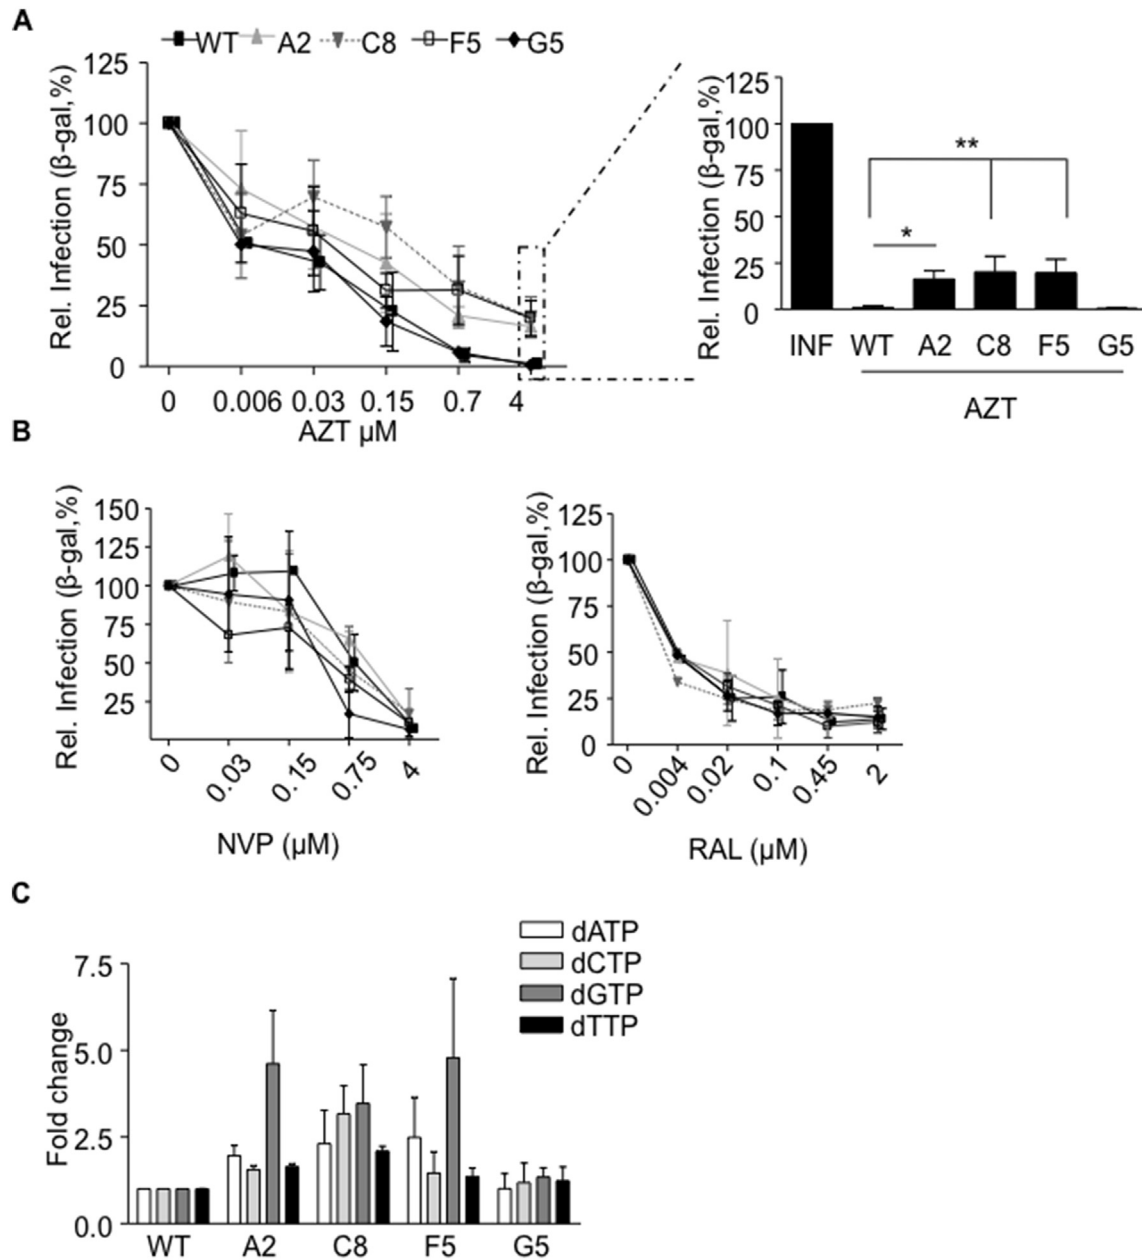 A
WT A2 C8 F5 G5
Rel. Infection (β-gal,%)
125
100
75
50
25
0
0 0.006 0.03 0.15 0.7 4
AZT µM
Rel. Infection (β-gal,%)
125
100
75
50
25
0
**
*
INF WT A2 C8 F5 G5
AZT
B
Rel. Infection (β-gal,%)
150
125
100
75
50
25
0 0.03 0.15 0.75 4
NVP (µM)
Rel. Infection (β-gal,%)
125
100
75
50
25
0
0 0.004 0.02 0.1 0.45 2
RAL (µM)
C
dATP
dCTP
dGTP
dTTP
Fold change
7.5
5.0
2.5
0.0
WT A2 C8 F5 G5